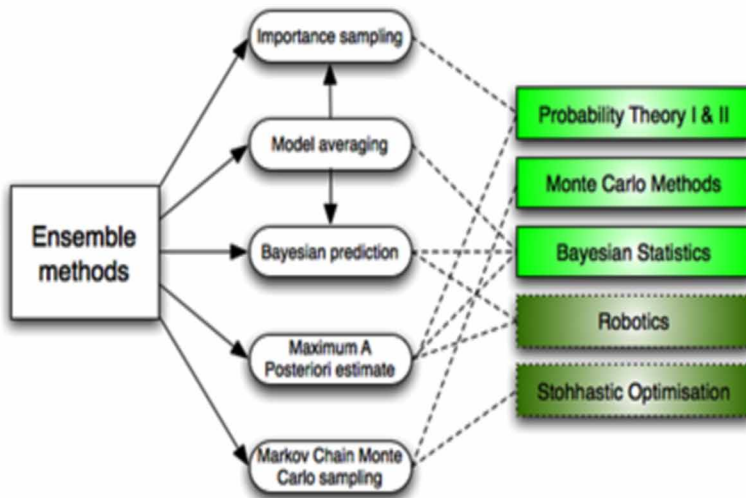 Ensemble
methods
Importance sampling
Model averaging
Bayesian prediction
Maximum A
Posteriori estimate
Markov Chain Monte
Carlo sampling
Probability Theory I & II
Monte Carlo Methods
Bayesian Statistics
Robotics
Stohhastic Optimisation